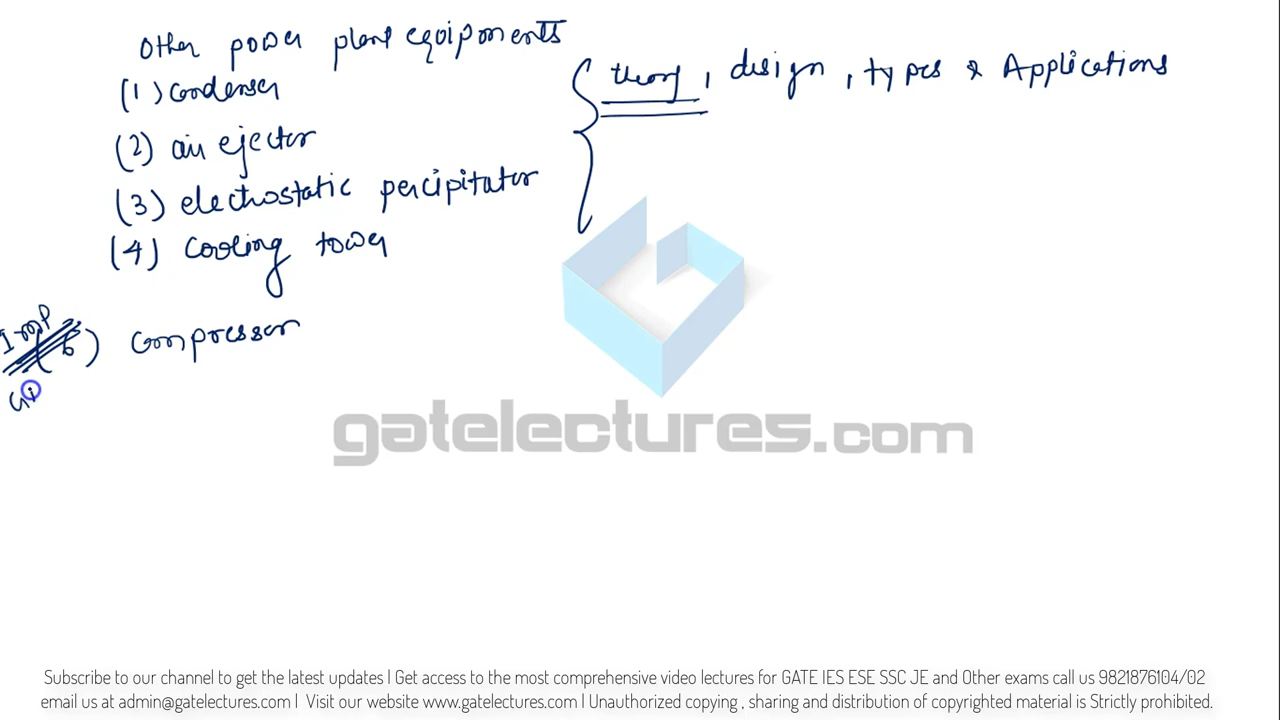 Other power plant equipments
(1) condenser
(2) air ejector
(3) electrostatic percipitator
(4) Cooling tower
theory, design, types & Applications
Imp
(6) Compressor
gatelectures.com
Subscribe to our channel to get the latest updates | Get access to the most comprehensive video lectures for GATE IES ESE SSC JE and Other exams call us 9821876104/02
email us at admin@gatelectures.com | Visit our website www.gatelectures.com | Unauthorized copying , sharing and distribution of copyrighted material is Strictly prohibited.